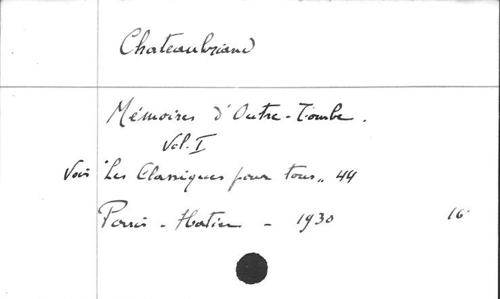 Chateaubriand
Mémoires d'Outre-Tombe.
Vol. I
Voir "Les Classiques pour tous" 44
Paris - Hatier - 1930 16°